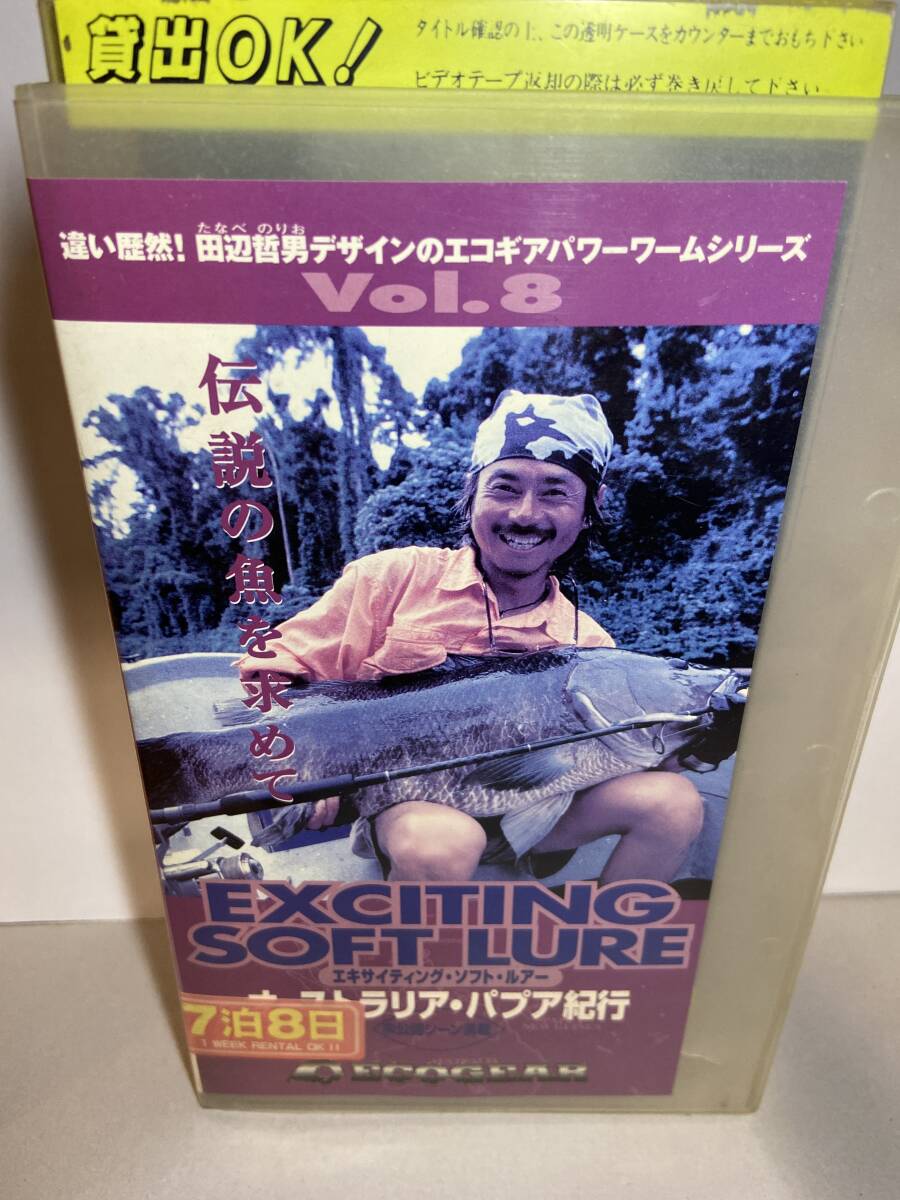 貸出OK!
タイトル確認の上、この透明ケースをカウンターまでおもち下さい
ビデオテープ返却の際は必ず巻き戻して下さい。
たなべ のりお
違い歴然!田辺哲男デザインのエコギアパワーワームシリーズ
Vol.8
伝説の魚を求めて
EXCITING
SOFT LURE
エキサイティング・ソフト・ルアー
オーストラリア・パプア紀行
7泊8日
1 WEEK RENTAL OK!!
ECOGEAR